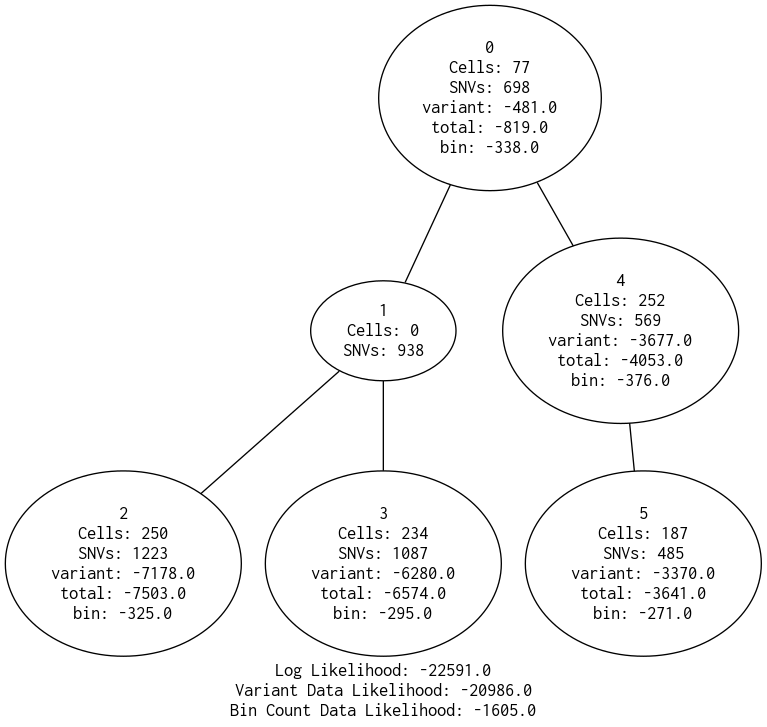 0
Cells: 77
SNVs: 698
variant: -481.0
total: -819.0
bin: -338.0
1
Cells: 0
SNVs: 938
4
Cells: 252
SNVs: 569
variant: -3677.0
total: -4053.0
bin: -376.0
2
Cells: 250
SNVs: 1223
variant: -7178.0
total: -7503.0
bin: -325.0
3
Cells: 234
SNVs: 1087
variant: -6280.0
total: -6574.0
bin: -295.0
5
Cells: 187
SNVs: 485
variant: -3370.0
total: -3641.0
bin: -271.0
Log Likelihood: -22591.0
Variant Data Likelihood: -20986.0
Bin Count Data Likelihood: -1605.0